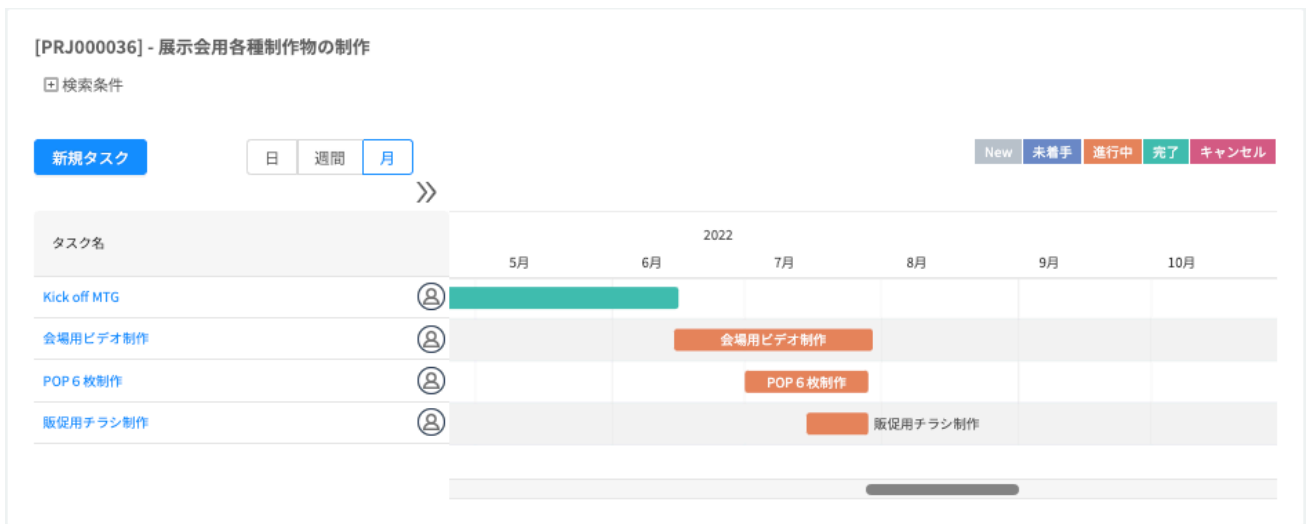 [PRJ000036] - 展示会用各種制作物の制作
検索条件
新規タスク
日 週間 月
New 未着手 進行中 完了 キャンセル
タスク名
2022
5月 6月 7月 8月 9月 10月
Kick off MTG
会場用ビデオ制作 会場用ビデオ制作
POP６枚制作 POP６枚制作
販促用チラシ制作 販促用チラシ制作